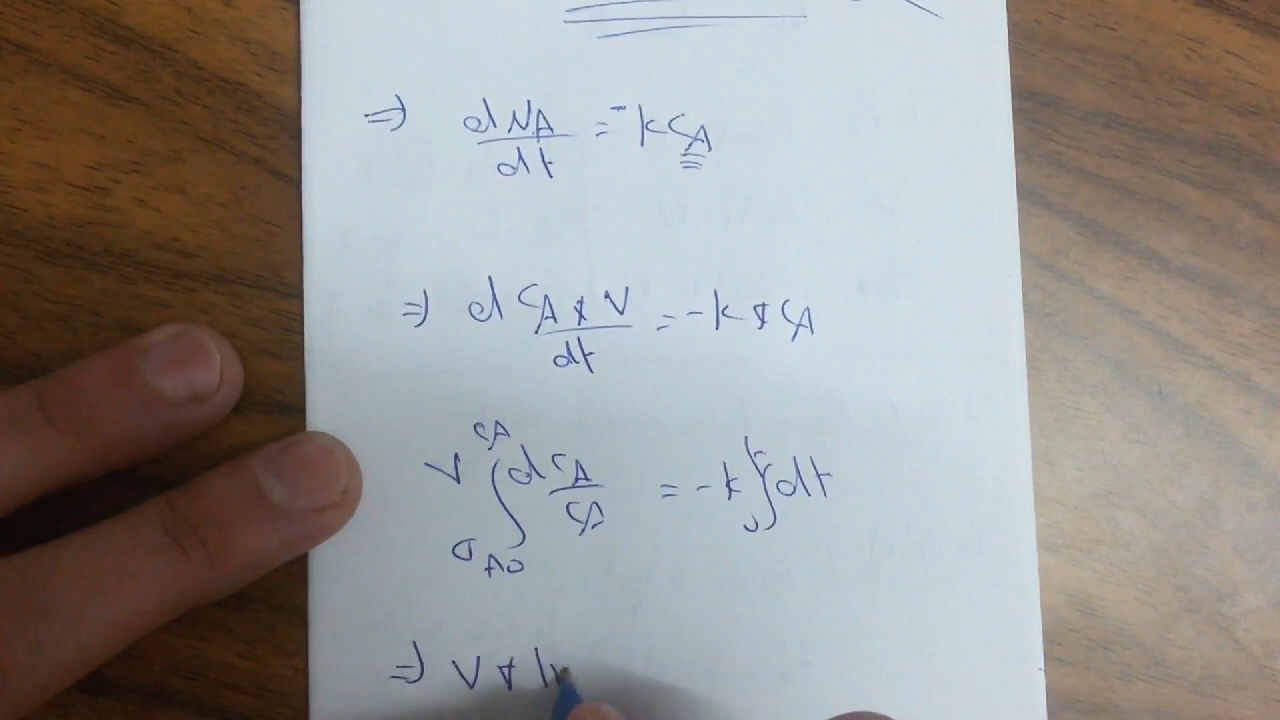 ⇒ dNA/dt = -kCA
⇒ d CA * V/dt = -k * CA
V ∫ CA CA0 dCA/CA = -k ∫ t 0 dt
⇒ V * ln